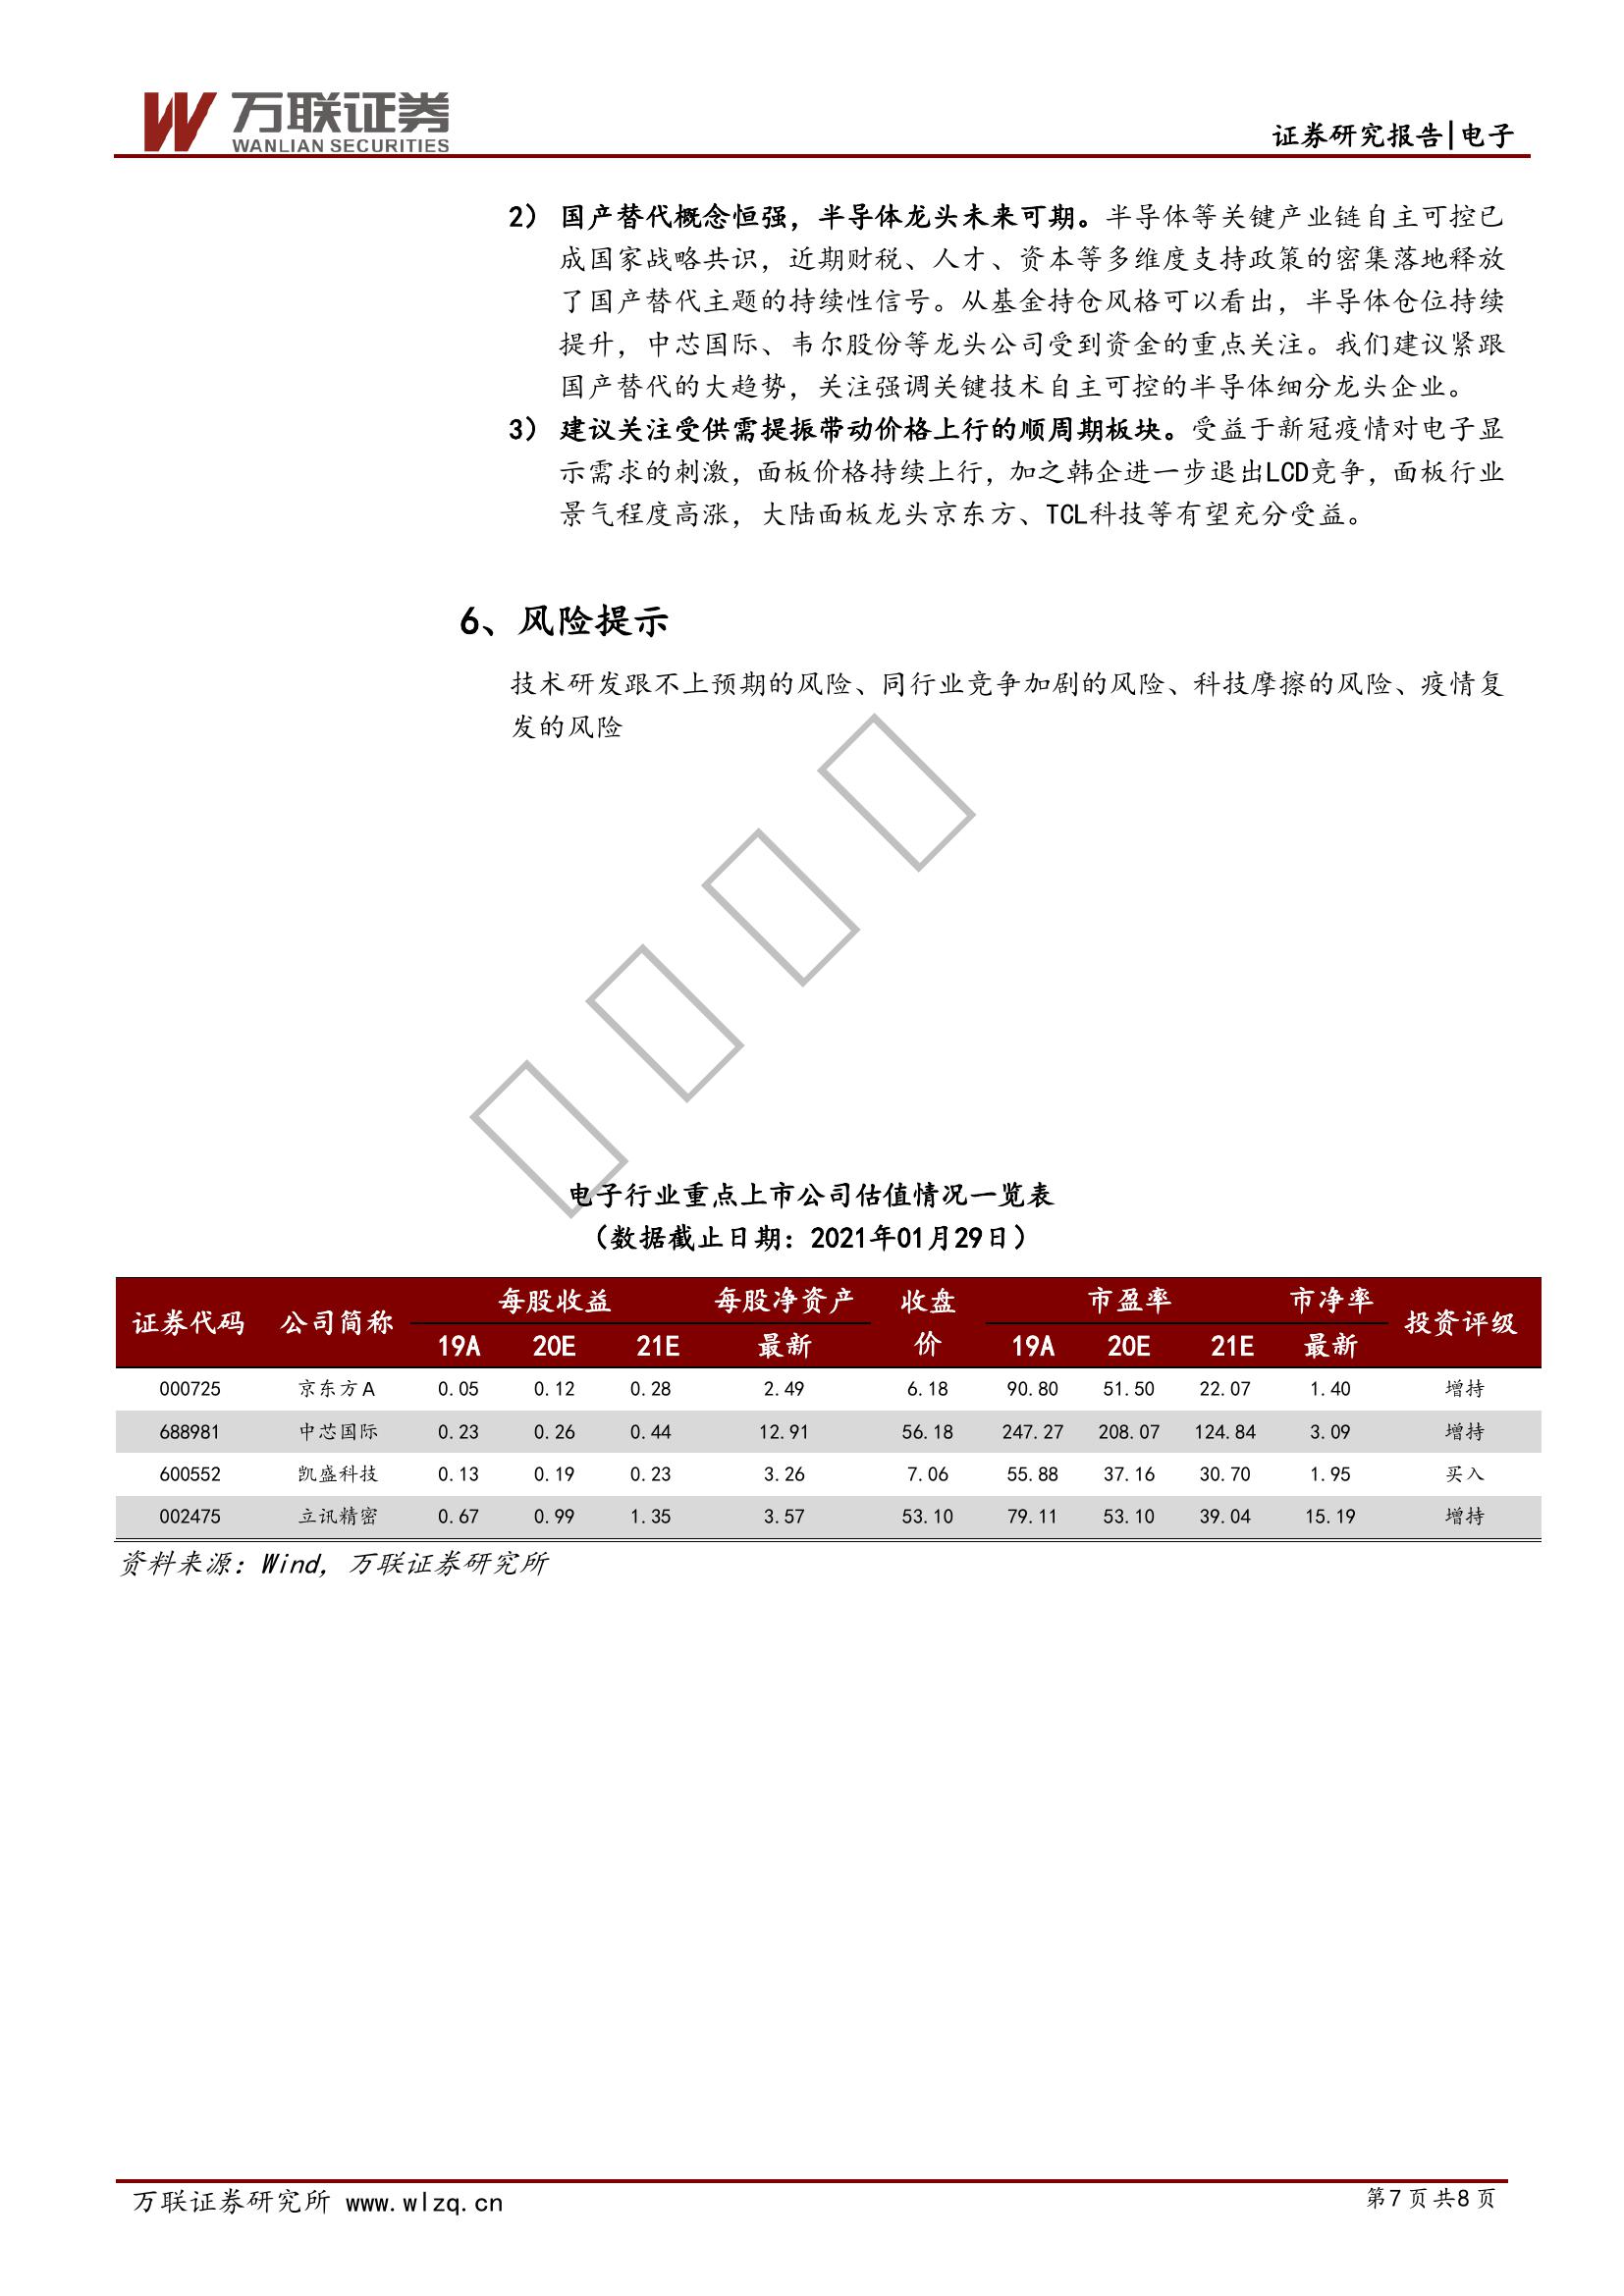 万联证券
WANLIAN SECURITIES
证券研究报告|电子
2） 国产替代概念恒强，半导体龙头未来可期。半导体等关键产业链自主可控已
成国家战略共识，近期财税、人才、资本等多维度支持政策的密集落地释放
了国产替代主题的持续性信号。从基金持仓风格可以看出，半导体仓位持续
提升，中芯国际、韦尔股份等龙头公司受到资金的重点关注。我们建议紧跟
国产替代的大趋势，关注强调关键技术自主可控的半导体细分龙头企业。
3） 建议关注受供需提振带动价格上行的顺周期板块。受益于新冠疫情对电子显
示需求的刺激，面板价格持续上行，加之韩企进一步退出LCD竞争，面板行业
景气程度高涨，大陆面板龙头京东方、TCL科技等有望充分受益。
6、风险提示
技术研发跟不上预期的风险、同行业竞争加剧的风险、科技摩擦的风险、疫情复
发的风险
电子行业重点上市公司估值情况一览表
（数据截止日期：2021年01月29日）
证券代码 公司简称 每股收益 每股净资产 收盘价 市盈率 市净率 投资评级
19A 20E 21E 最新 19A 20E 21E 最新
000725 京东方A 0.05 0.12 0.28 2.49 6.18 90.80 51.50 22.07 1.40 增持
688981 中芯国际 0.23 0.26 0.44 12.91 56.18 247.27 208.07 124.84 3.09 增持
600552 凯盛科技 0.13 0.19 0.23 3.26 7.06 55.88 37.16 30.70 1.95 买入
002475 立讯精密 0.67 0.99 1.35 3.57 53.10 79.11 53.10 39.04 15.19 增持
资料来源：Wind，万联证券研究所
万联证券研究所 www.wlzq.cn
第7页共8页